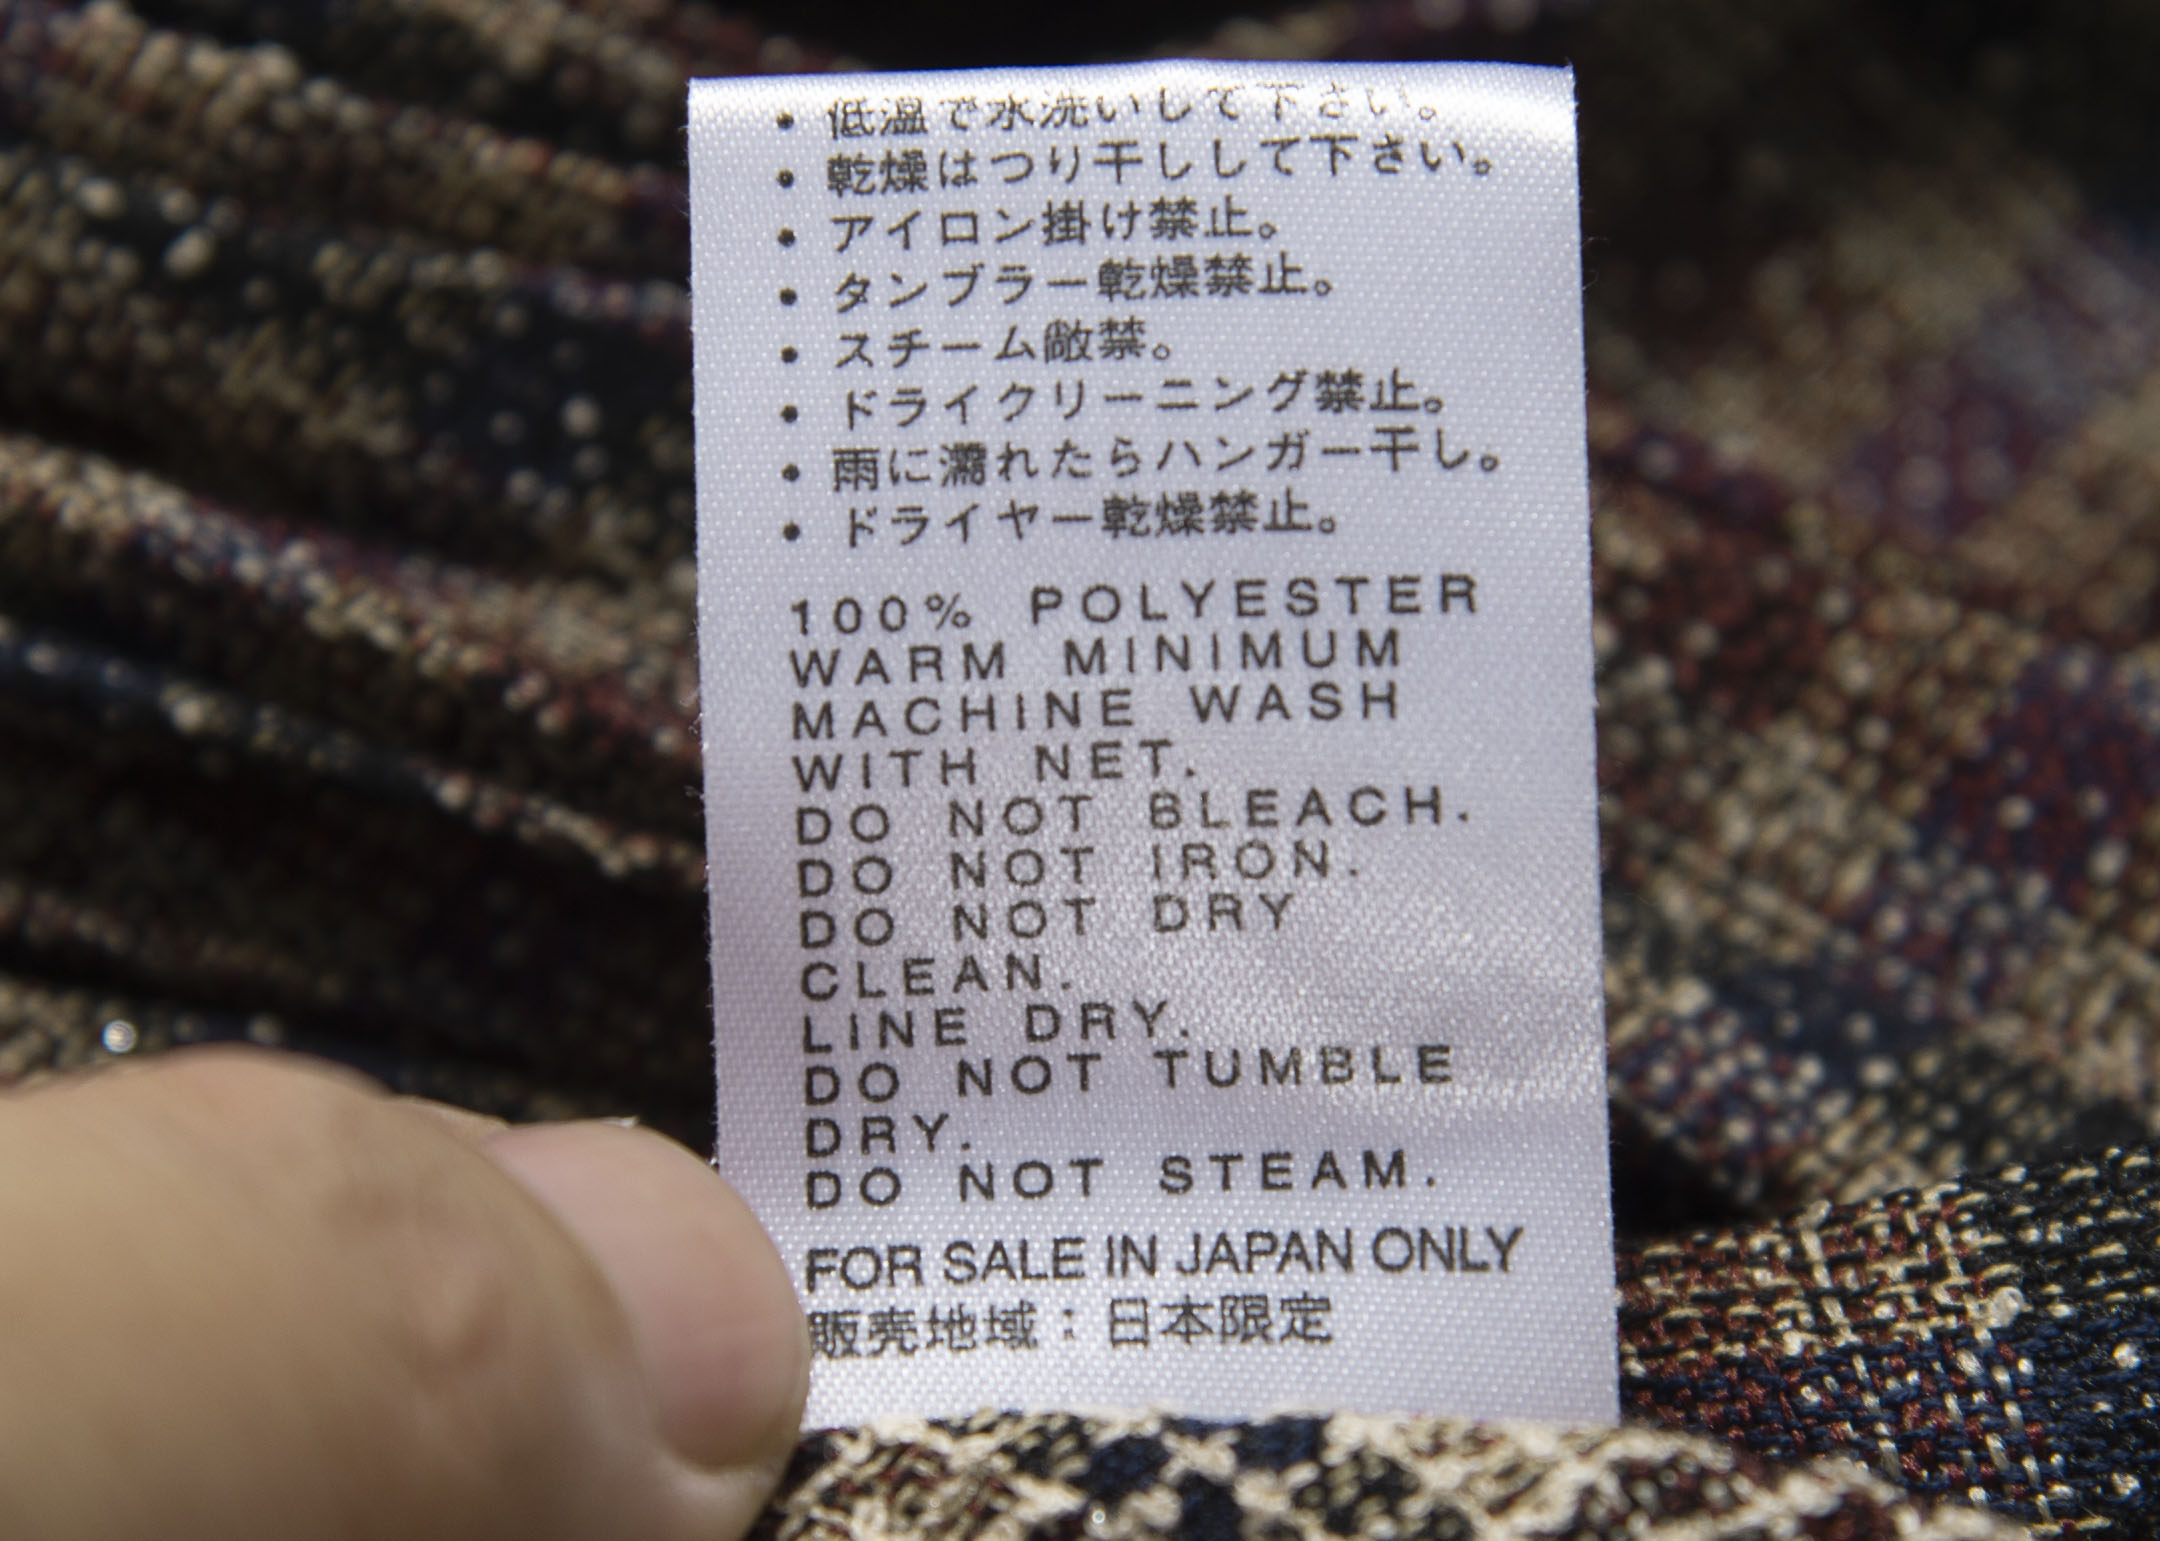 • 低温で水洗いして下さい。
• 乾燥はつり干しして下さい。
• アイロン掛け禁止。
• タンブラー乾燥禁止。
• スチーム厳禁。
• ドライクリーニング禁止。
• 雨に濡れたらハンガー干し。
• ドライヤー乾燥禁止。
100% POLYESTER
WARM MINIMUM
MACHINE WASH
WITH NET.
DO NOT BLEACH.
DO NOT IRON.
DO NOT DRY
CLEAN.
LINE DRY.
DO NOT TUMBLE
DRY.
DO NOT STEAM.
FOR SALE IN JAPAN ONLY
販売地域：日本限定